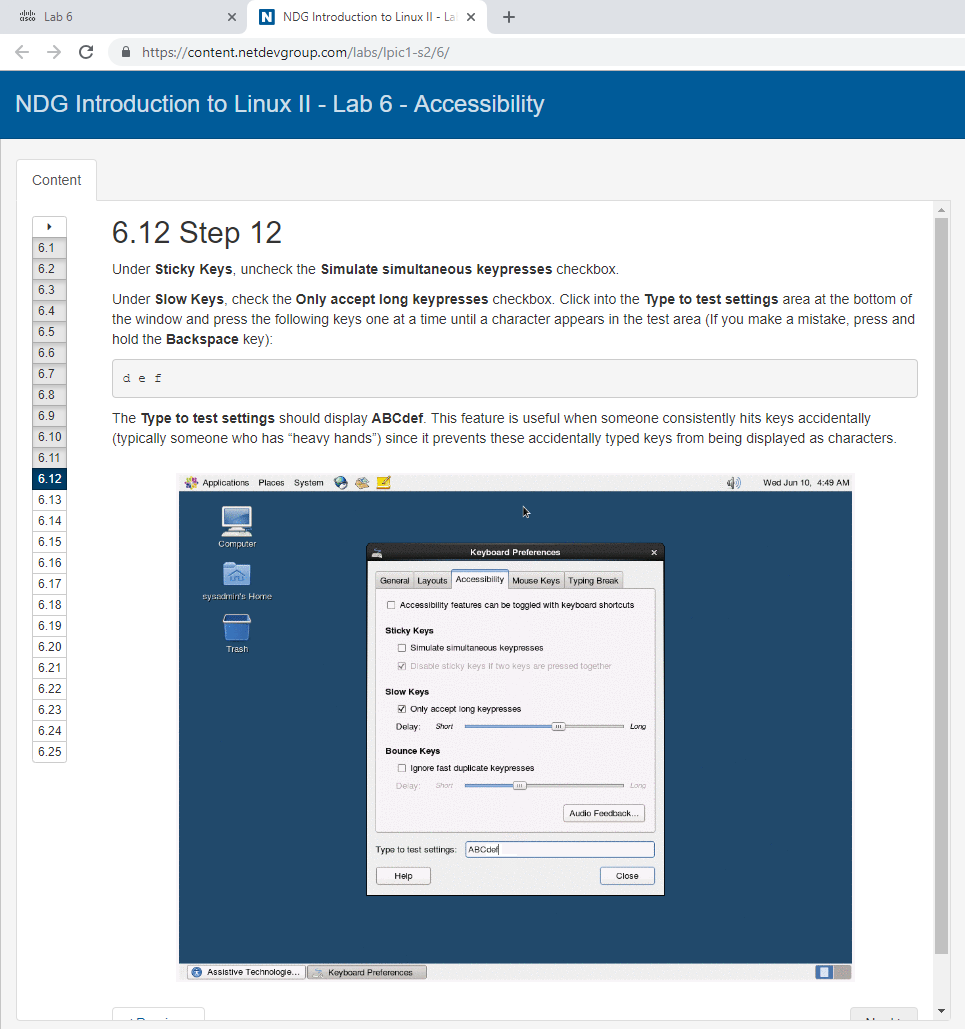 Lab 6
NDG Introduction to Linux II - La
https://content.netdevgroup.com/labs/lpic1-s2/6/
NDG Introduction to Linux II - Lab 6 - Accessibility
Content
6.1
6.2
6.3
6.4
6.5
6.6
6.7
6.8
6.9
6.10
6.11
6.12
6.13
6.14
6.15
6.16
6.17
6.18
6.19
6.20
6.21
6.22
6.23
6.24
6.25
6.12 Step 12
Under Sticky Keys, uncheck the Simulate simultaneous keypresses checkbox.
Under Slow Keys, check the Only accept long keypresses checkbox. Click into the Type to test settings area at the bottom of
the window and press the following keys one at a time until a character appears in the test area (If you make a mistake, press and
hold the Backspace key):
d e f
The Type to test settings should display ABCdef. This feature is useful when someone consistently hits keys accidentally
(typically someone who has “heavy hands”) since it prevents these accidentally typed keys from being displayed as characters.
Applications Places System Wed Jun 10, 4:49 AM
Computer
sysadmin's Home
Trash
Keyboard Preferences
General Layouts Accessibility Mouse Keys Typing Break
Accessibility features can be toggled with keyboard shortcuts
Sticky Keys
Simulate simultaneous keypresses
Disable sticky keys if two keys are pressed together
Slow Keys
Only accept long keypresses
Delay: Short Long
Bounce Keys
Ignore fast duplicate keypresses
Delay: Short Long
Audio Feedback...
Type to test settings: ABCdef
Help Close
Assistive Technologie... Keyboard Preferences